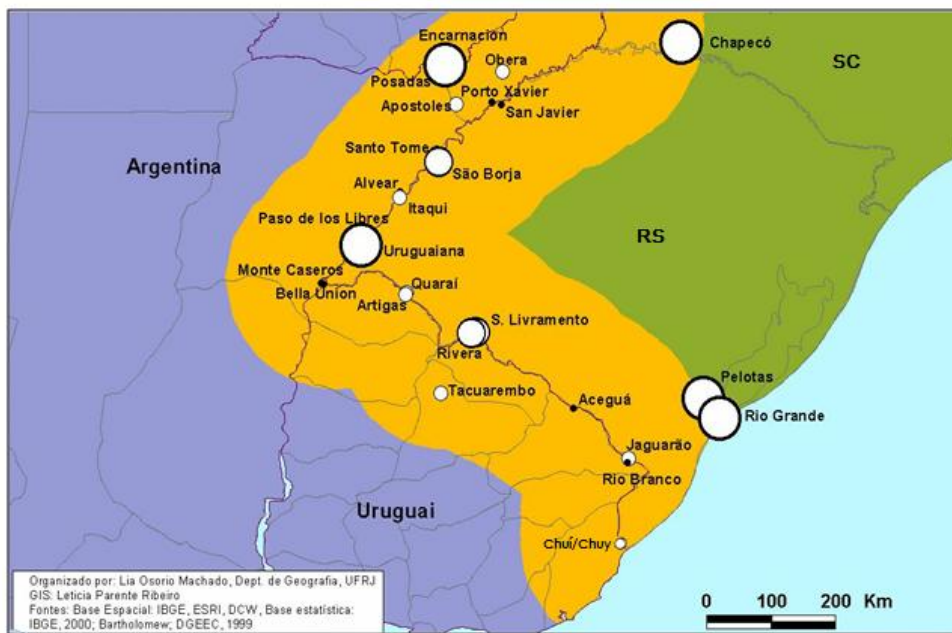 Encarnación
Obera
Posadas
Porto Xavier
Apostoles
San Javier
Chapecó
SC
Santo Tome
São Borja
Argentina
Alvear
Itaqui
Paso de los Libres
Uruguaiana
RS
Monte Caseros
Bella Union
Quaraí
Artigas
S. Livramento
Rivera
Tacuarembo
Aceguá
Pelotas
Rio Grande
Jaguarão
Rio Branco
Uruguai
Chuí/Chuy
Organizado por: Lia Osorio Machado, Dept. de Geografia, UFRJ
GIS: Leticia Parente Ribeiro
Fontes: Base Espacial: IBGE, ESRI, DCW, Base estatística:
IBGE, 2000; Bartholomew; DGEEC, 1999
0 100 200 Km